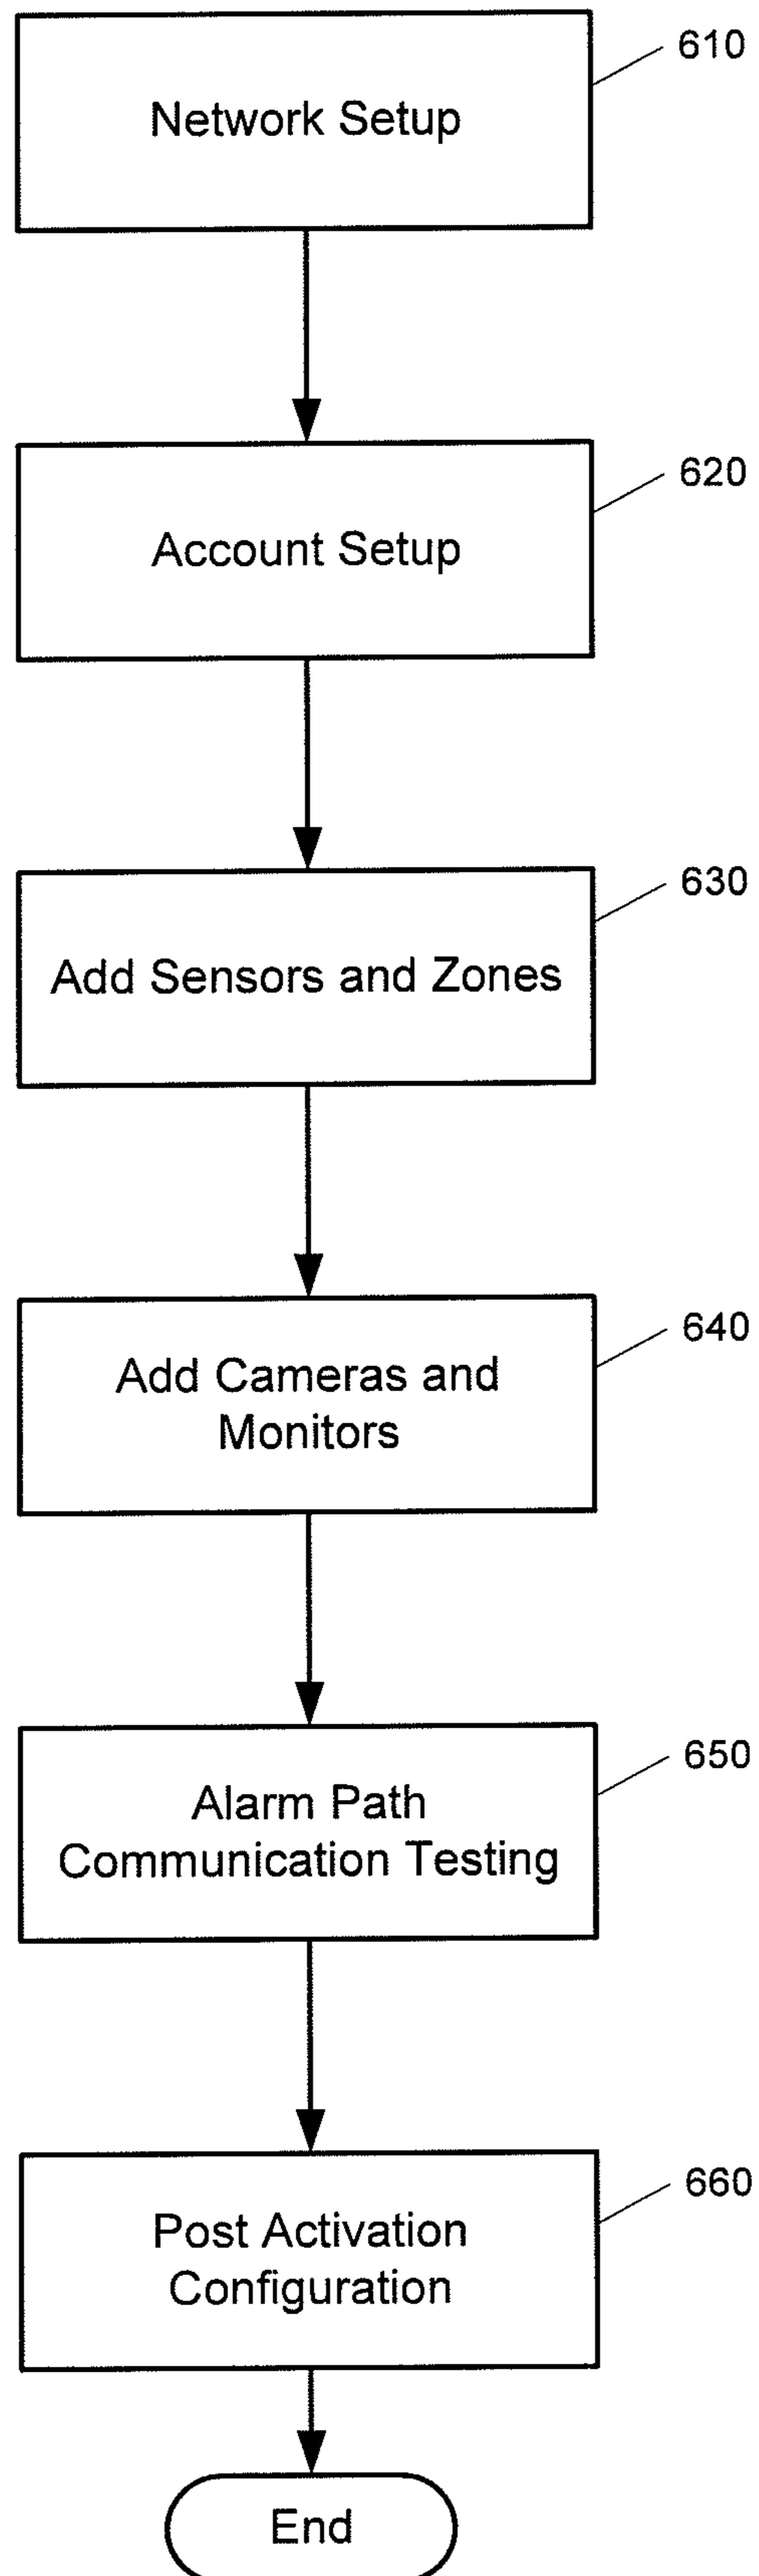 Network Setup
610
Account Setup
620
Add Sensors and Zones
630
Add Cameras and
Monitors
640
Alarm Path
Communication Testing
650
Post Activation
Configuration
660
End